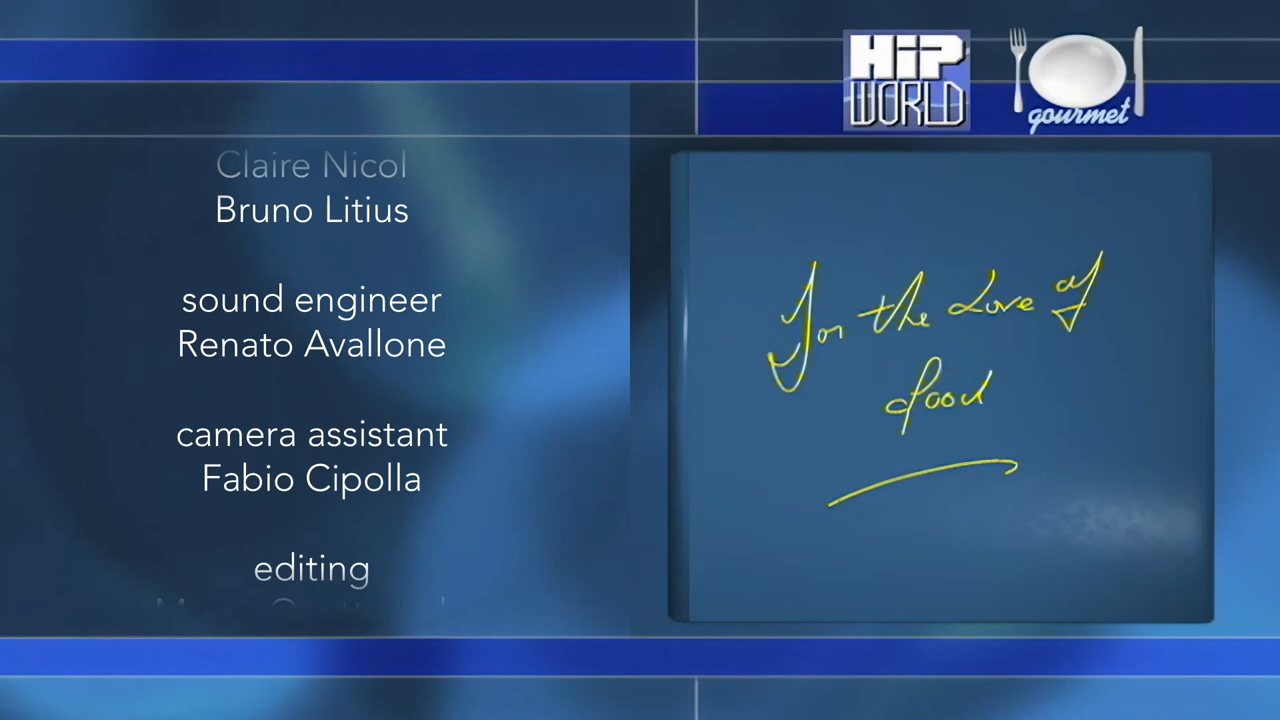 HiP
WORLD
gourmet
Claire Nicol
Bruno Litius
sound engineer
Renato Avallone
camera assistant
Fabio Cipolla
editing
For the Love of
food